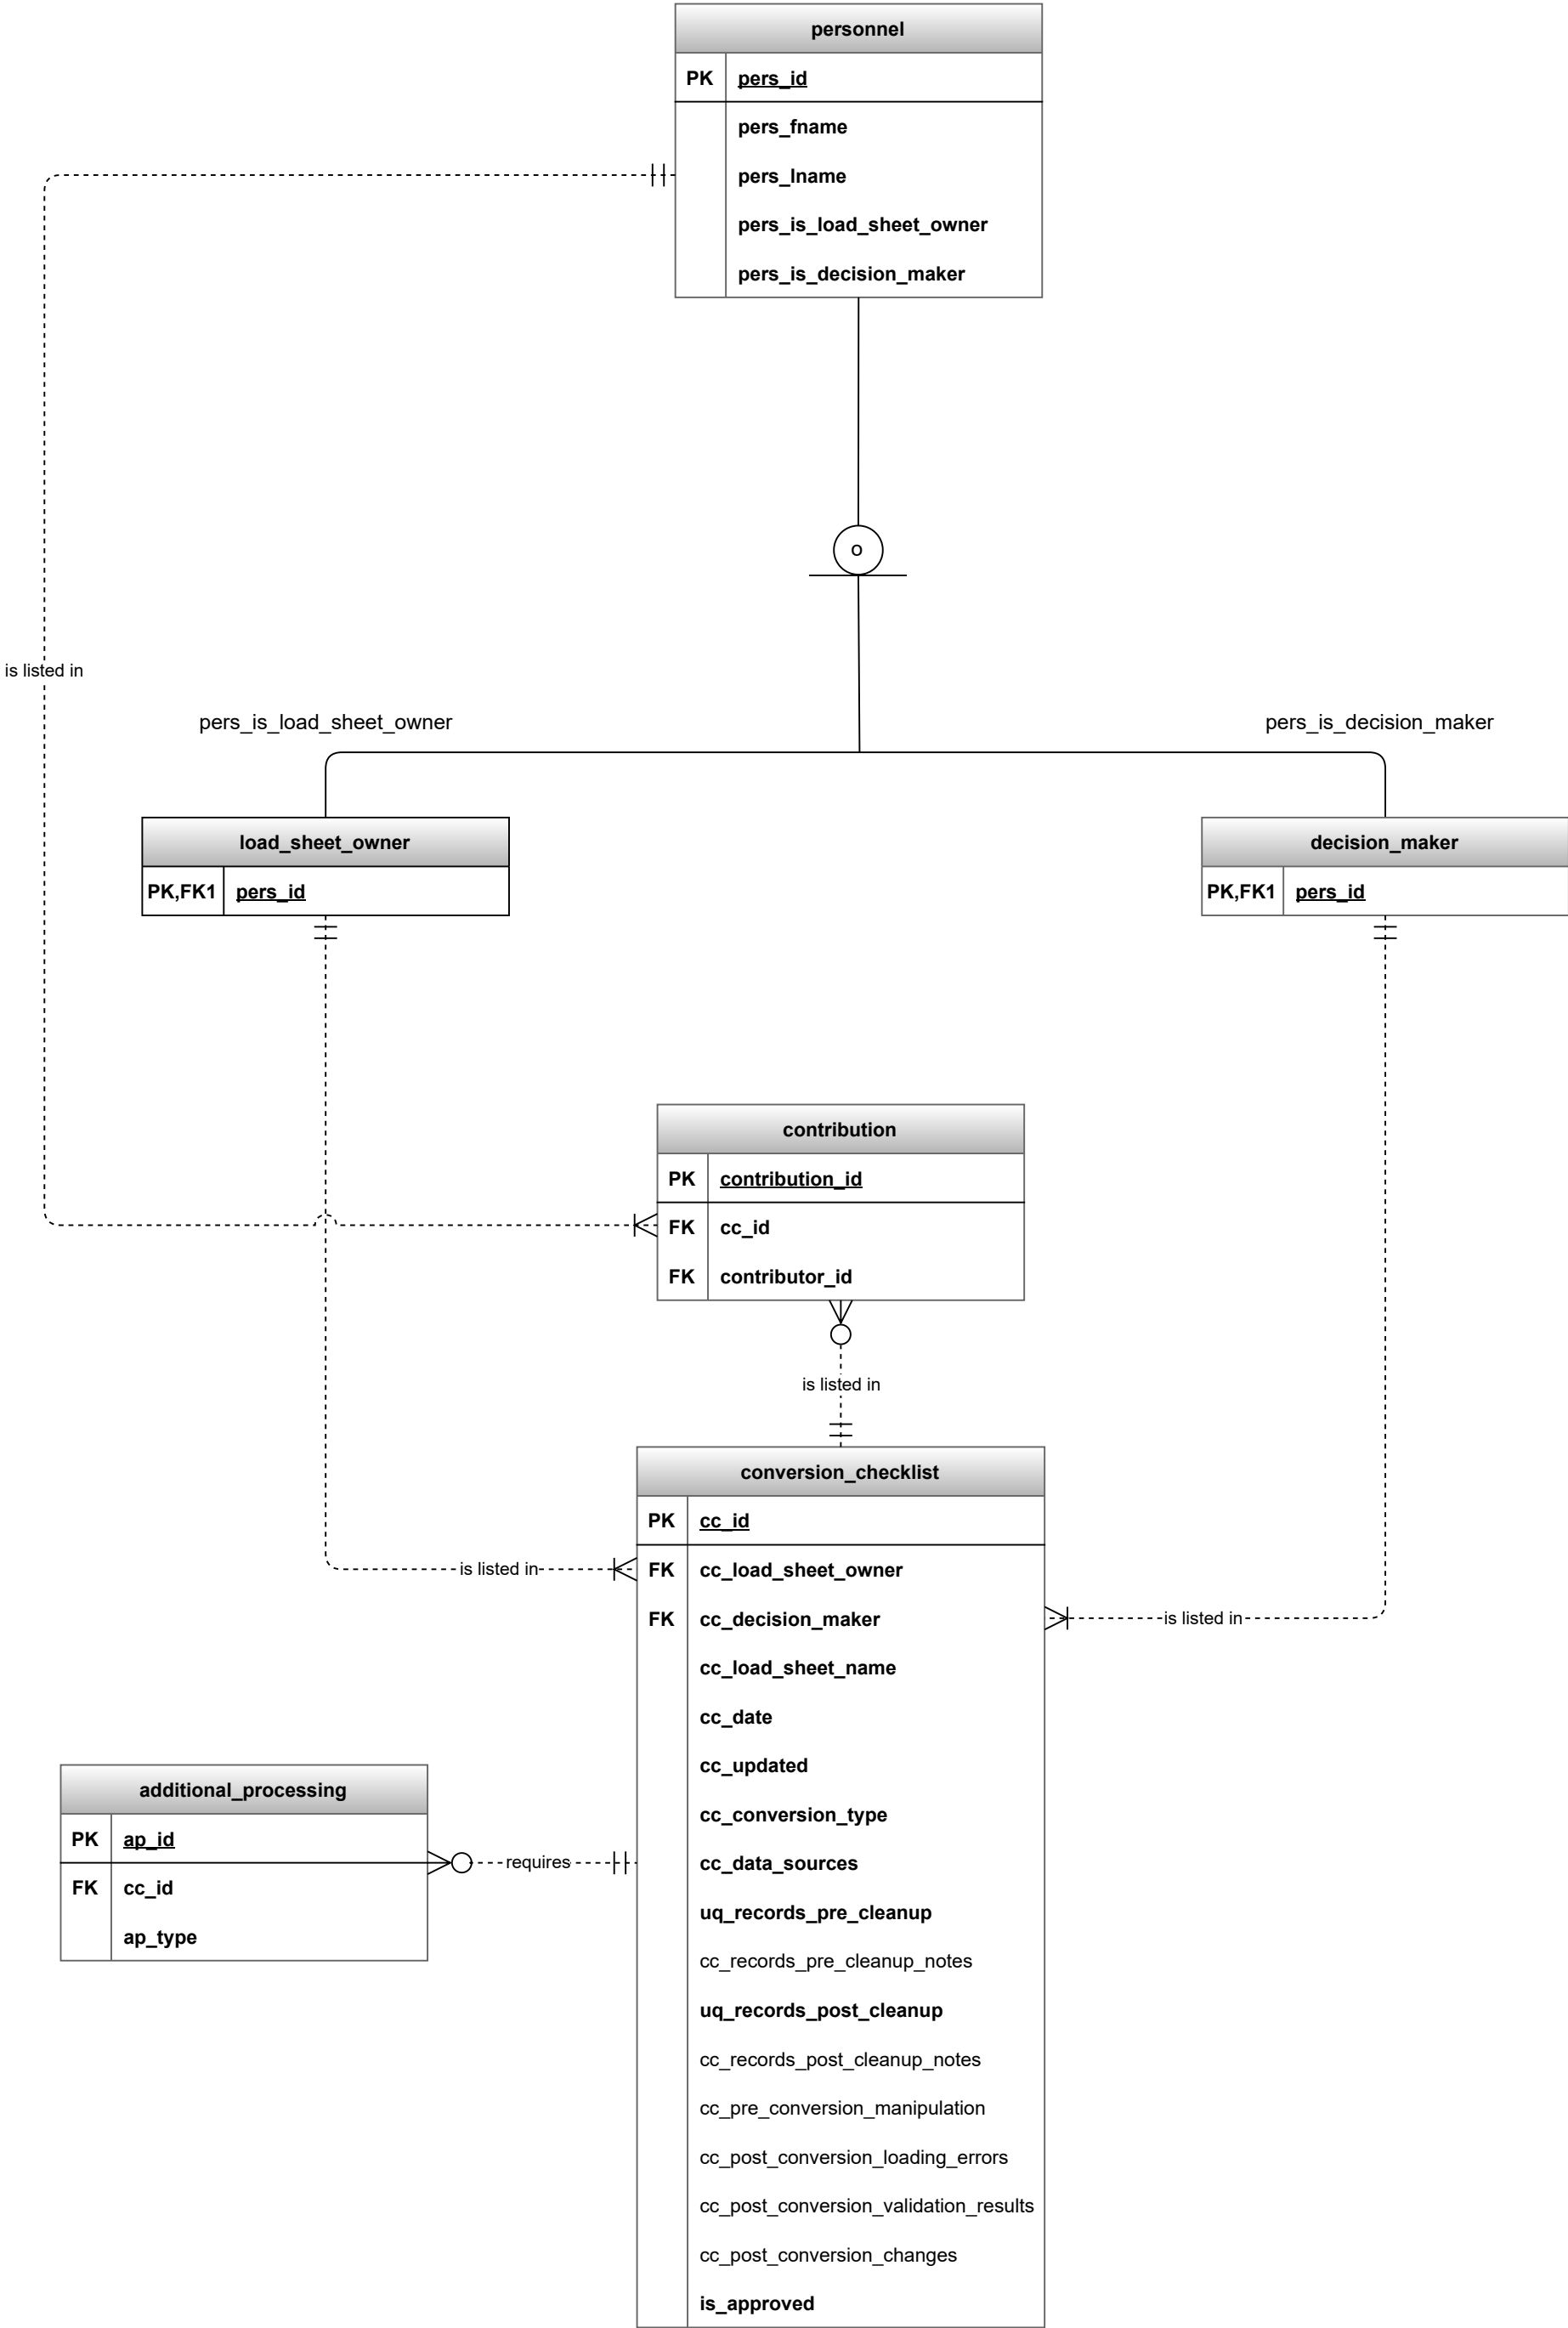 personnel
PK pers_id
pers_fname
pers_lname
pers_is_load_sheet_owner
pers_is_decision_maker
o
is listed in
pers_is_load_sheet_owner
pers_is_decision_maker
load_sheet_owner
PK,FK1 pers_id
decision_maker
PK,FK1 pers_id
contribution
PK contribution_id
FK cc_id
FK contributor_id
is listed in
conversion_checklist
PK cc_id
FK cc_load_sheet_owner
FK cc_decision_maker
cc_load_sheet_name
cc_date
cc_updated
cc_conversion_type
cc_data_sources
uq_records_pre_cleanup
cc_records_pre_cleanup_notes
uq_records_post_cleanup
cc_records_post_cleanup_notes
cc_pre_conversion_manipulation
cc_post_conversion_loading_errors
cc_post_conversion_validation_results
cc_post_conversion_changes
is_approved
is listed in
is listed in
additional_processing
PK ap_id
FK cc_id
ap_type
requires